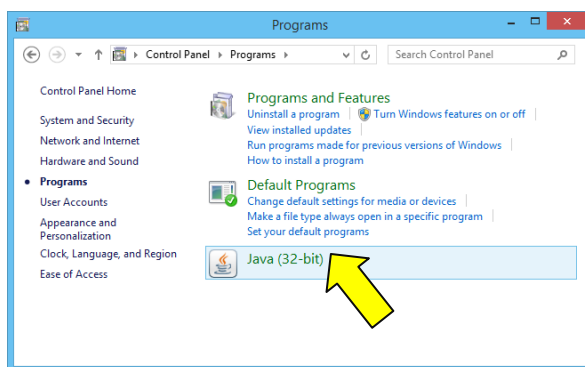 Programs
Control Panel Programs
Search Control Panel
Control Panel Home
System and Security
Network and Internet
Hardware and Sound
Programs
User Accounts
Appearance and
Personalization
Clock, Language, and Region
Ease of Access
Programs and Features
Uninstall a program Turn Windows features on or off
View installed updates
Run programs made for previous versions of Windows
How to install a program
Default Programs
Change default settings for media or devices
Make a file type always open in a specific program
Set your default programs
Java (32-bit)